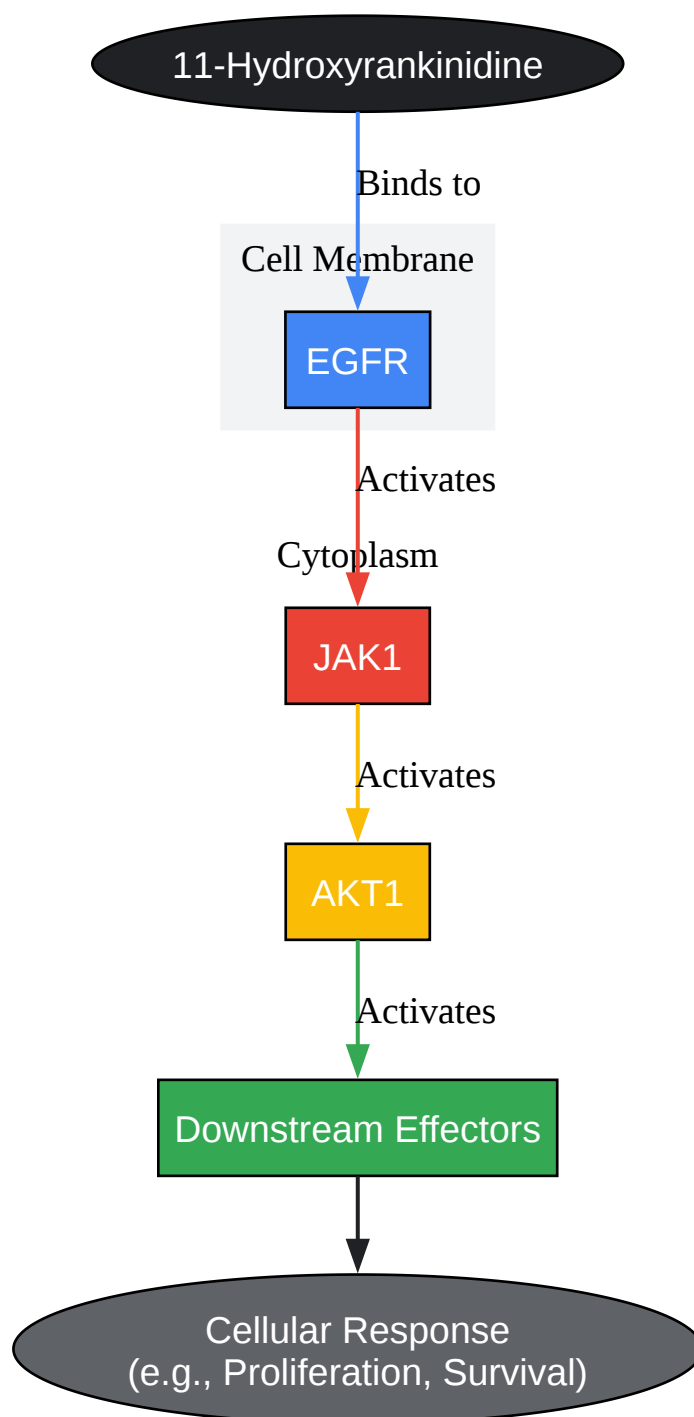 11-Hydroxyrankinidine
Binds to
Cell Membrane
EGFR
Activates
Cytoplasm
JAK1
Activates
AKT1
Activates
Downstream Effectors
Cellular Response
(e.g., Proliferation, Survival)